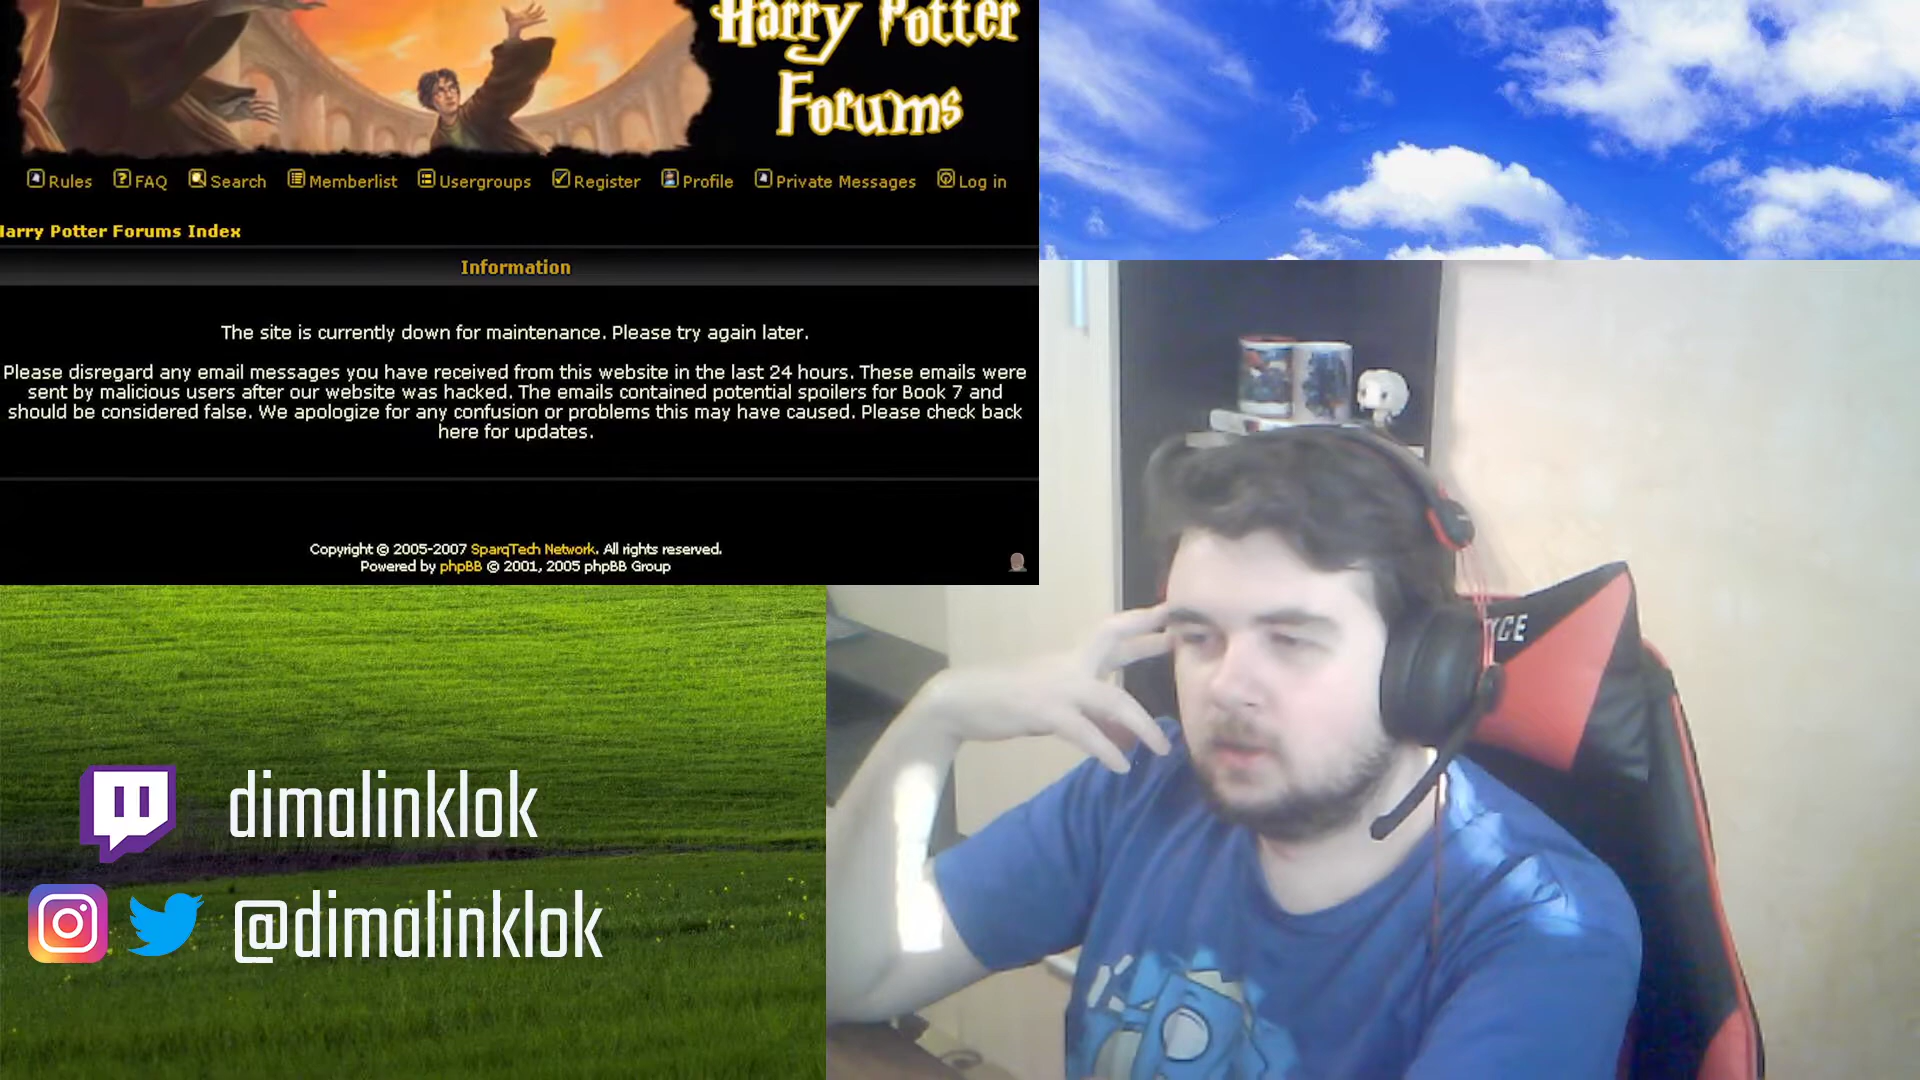 Harry Potter
Forums
Rules FAQ Search Memberlist Usergroups Register Profile Private Messages Log in
Harry Potter Forums Index
Information
The site is currently down for maintenance. Please try again later.
Please disregard any email messages you have received from this website in the last 24 hours. These emails were
sent by malicious users after our website was hacked. The emails contained potential spoilers for Book 7 and
should be considered false. We apologize for any confusion or problems this may have caused. Please check back
here for updates.
Copyright © 2005-2007 SparqTech Network. All rights reserved.
Powered by phpBB © 2001, 2005 phpBB Group
dimalinklok
@dimalinklok